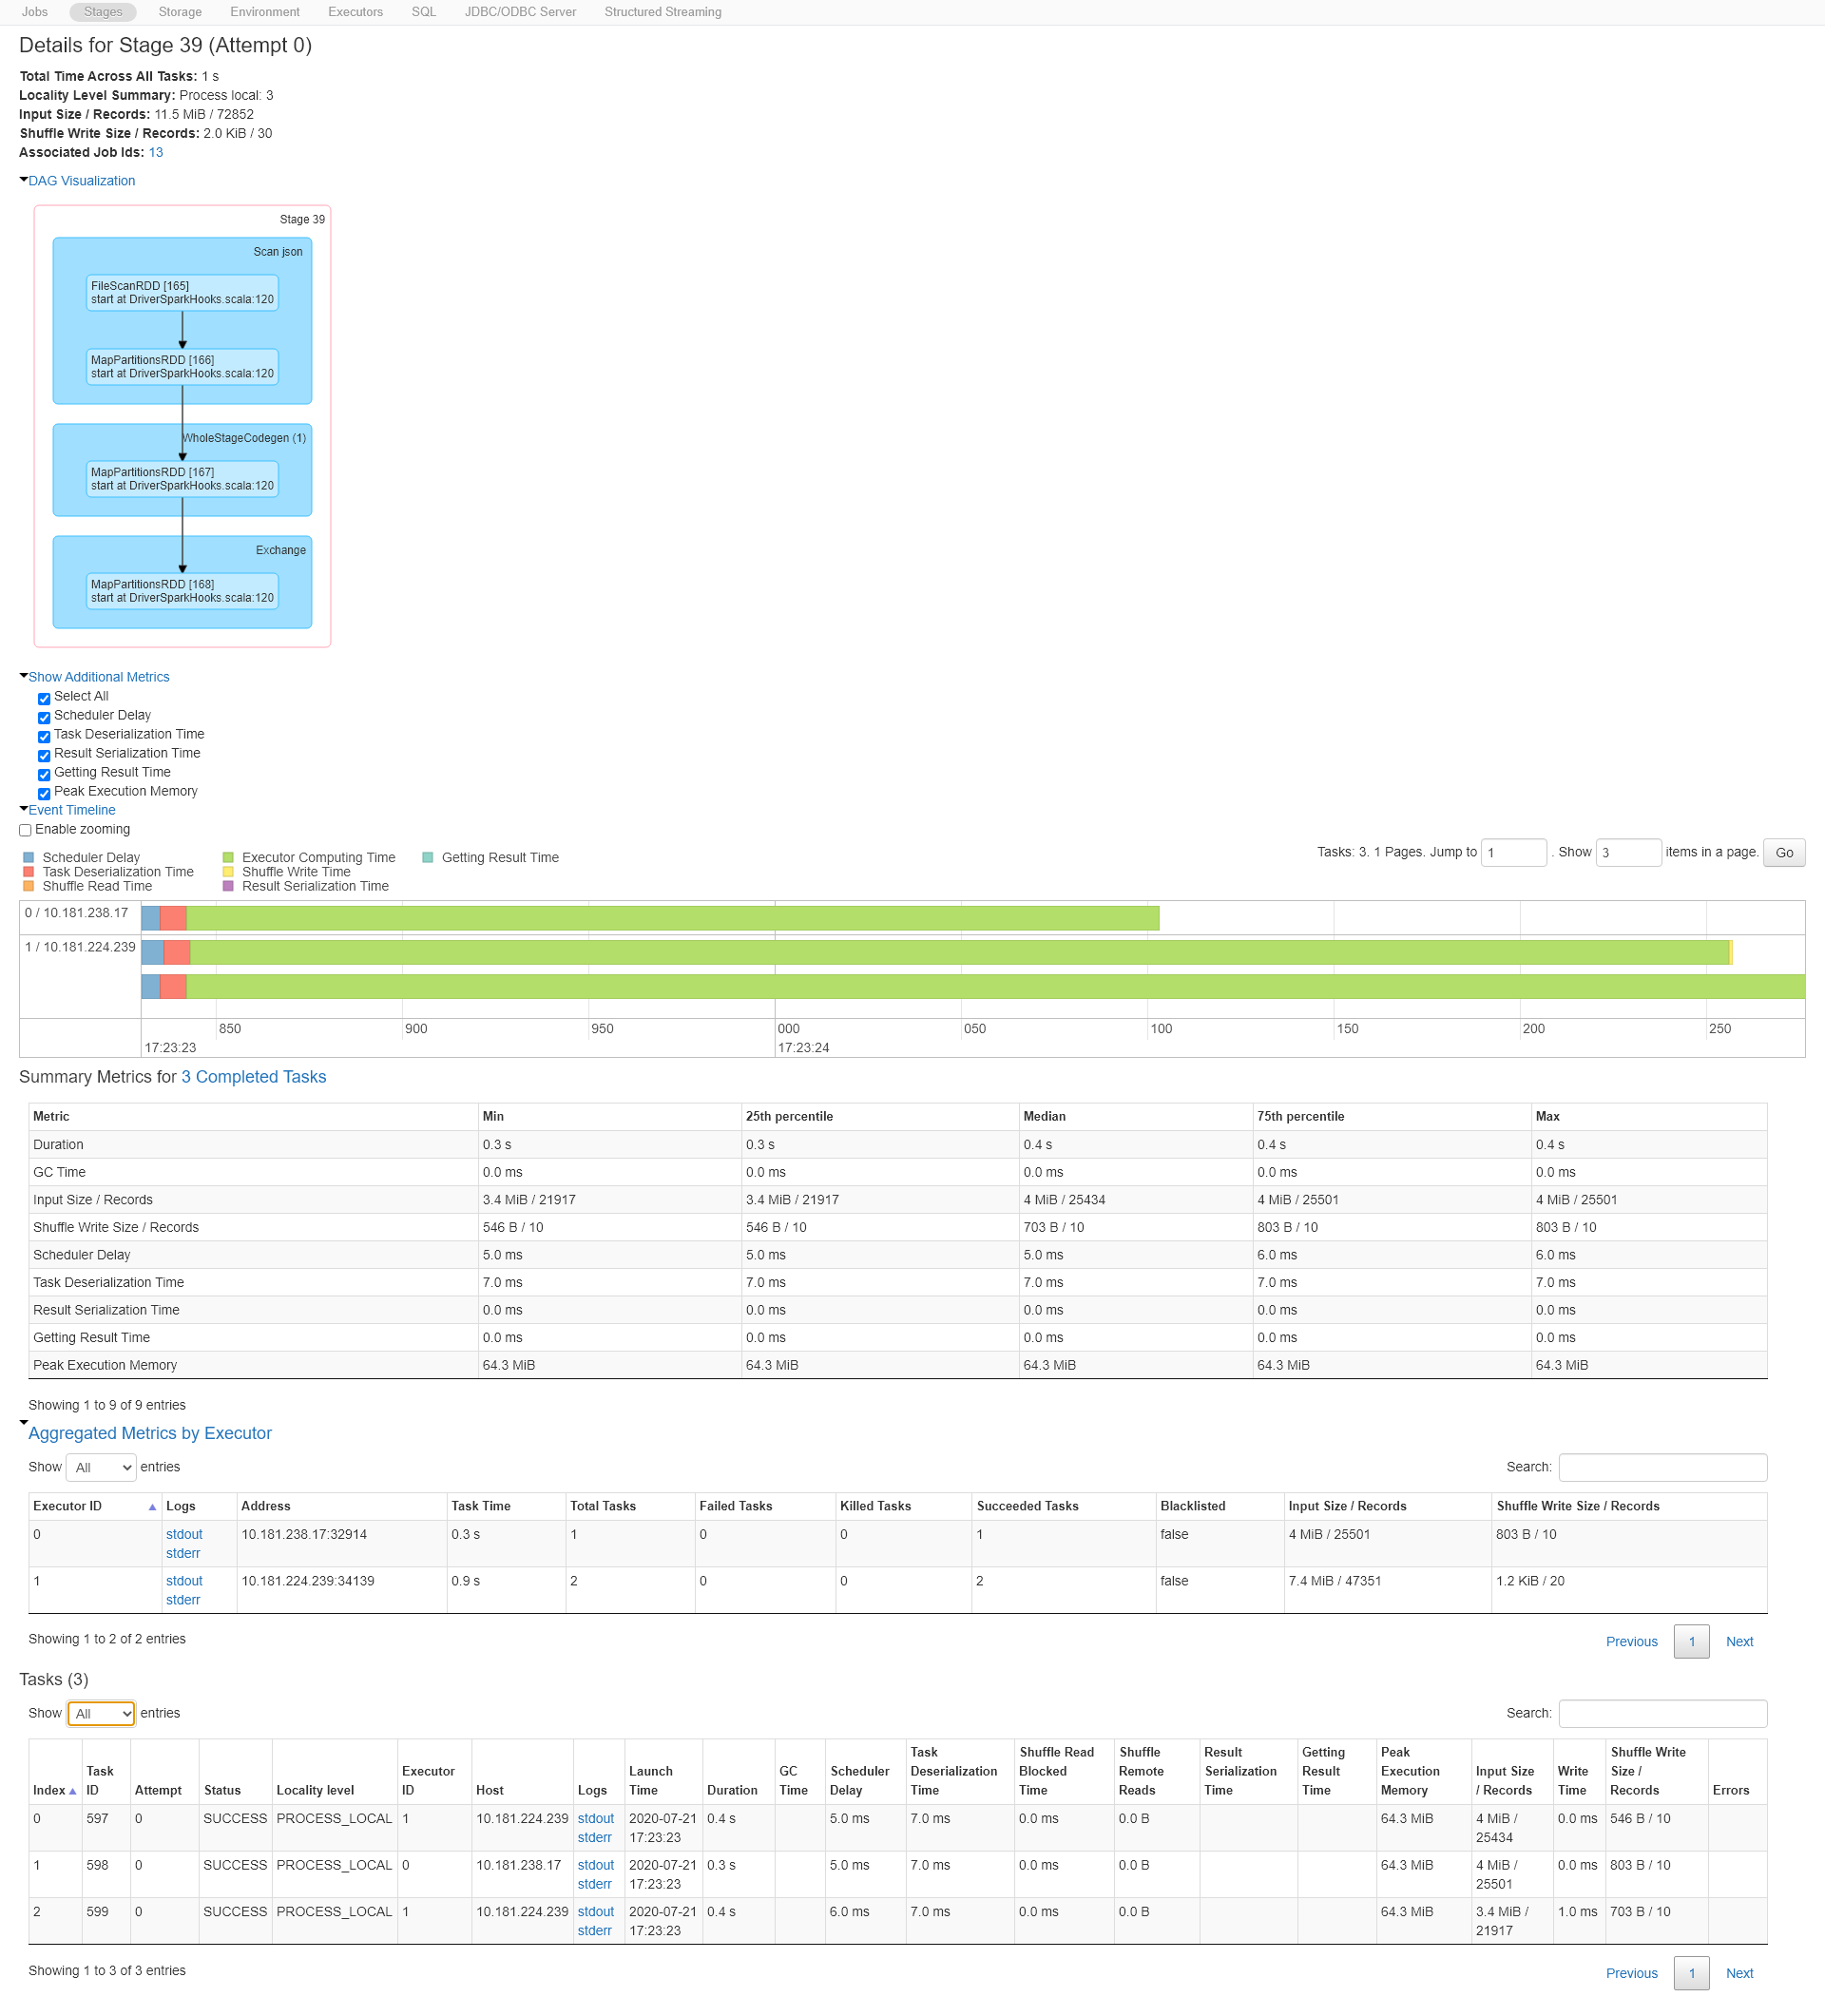 Jobs Stages Storage Environment Executors SQL JDBC/ODBC Server Structured Streaming
Details for Stage 39 (Attempt 0)
Total Time Across All Tasks: 1 s
Locality Level Summary: Process local: 3
Input Size / Records: 11.5 MiB / 72852
Shuffle Write Size / Records: 2.0 KiB / 30
Associated Job Ids: 13
DAG Visualization
Stage 39
Scan json
FileScanRDD [165]
start at DriverSparkHooks.scala:120
MapPartitionsRDD [166]
start at DriverSparkHooks.scala:120
WholeStageCodegen (1)
MapPartitionsRDD [167]
start at DriverSparkHooks.scala:120
Exchange
MapPartitionsRDD [168]
start at DriverSparkHooks.scala:120
Show Additional Metrics
Select All
Scheduler Delay
Task Deserialization Time
Result Serialization Time
Getting Result Time
Peak Execution Memory
Event Timeline
Enable zooming
Tasks: 3. 1 Pages. Jump to 1 . Show 3 items in a page. Go
Scheduler Delay Executor Computing Time Getting Result Time
Task Deserialization Time Shuffle Write Time
Shuffle Read Time Result Serialization Time
0 / 10.181.238.17
1 / 10.181.224.239
850 900 950 000 050 100 150 200 250
17:23:23 17:23:24
Summary Metrics for 3 Completed Tasks
Metric Min 25th percentile Median 75th percentile Max
Duration 0.3 s 0.3 s 0.4 s 0.4 s 0.4 s
GC Time 0.0 ms 0.0 ms 0.0 ms 0.0 ms 0.0 ms
Input Size / Records 3.4 MiB / 21917 3.4 MiB / 21917 4 MiB / 25434 4 MiB / 25501 4 MiB / 25501
Shuffle Write Size / Records 546 B / 10 546 B / 10 703 B / 10 803 B / 10 803 B / 10
Scheduler Delay 5.0 ms 5.0 ms 5.0 ms 6.0 ms 6.0 ms
Task Deserialization Time 7.0 ms 7.0 ms 7.0 ms 7.0 ms 7.0 ms
Result Serialization Time 0.0 ms 0.0 ms 0.0 ms 0.0 ms 0.0 ms
Getting Result Time 0.0 ms 0.0 ms 0.0 ms 0.0 ms 0.0 ms
Peak Execution Memory 64.3 MiB 64.3 MiB 64.3 MiB 64.3 MiB 64.3 MiB
Showing 1 to 9 of 9 entries
Aggregated Metrics by Executor
Show All entries Search:
Executor ID Logs Address Task Time Total Tasks Failed Tasks Killed Tasks Succeeded Tasks Blacklisted Input Size / Records Shuffle Write Size / Records
0 stdout 10.181.238.17:32914 0.3 s 1 0 0 1 false 4 MiB / 25501 803 B / 10
stderr
1 stdout 10.181.224.239:34139 0.9 s 2 0 0 2 false 7.4 MiB / 47351 1.2 KiB / 20
stderr
Showing 1 to 2 of 2 entries Previous 1 Next
Tasks (3)
Show All entries Search:
Task Shuffle Read Shuffle Result Getting Peak Shuffle Write
Task Executor Launch GC Scheduler Deserialization Blocked Remote Serialization Result Execution Input Size Write Size /
Index ID Attempt Status Locality level ID Host Logs Time Duration Time Delay Time Time Reads Time Time Memory / Records Time Records Errors
0 597 0 SUCCESS PROCESS_LOCAL 1 10.181.224.239 stdout 2020-07-21 0.4 s 5.0 ms 7.0 ms 0.0 ms 0.0 B 64.3 MiB 4 MiB / 0.0 ms 546 B / 10
stderr 17:23:23 25434
1 598 0 SUCCESS PROCESS_LOCAL 0 10.181.238.17 stdout 2020-07-21 0.3 s 5.0 ms 7.0 ms 0.0 ms 0.0 B 64.3 MiB 4 MiB / 0.0 ms 803 B / 10
stderr 17:23:23 25501
2 599 0 SUCCESS PROCESS_LOCAL 1 10.181.224.239 stdout 2020-07-21 0.4 s 6.0 ms 7.0 ms 0.0 ms 0.0 B 64.3 MiB 3.4 MiB / 1.0 ms 703 B / 10
stderr 17:23:23 21917
Showing 1 to 3 of 3 entries Previous 1 Next